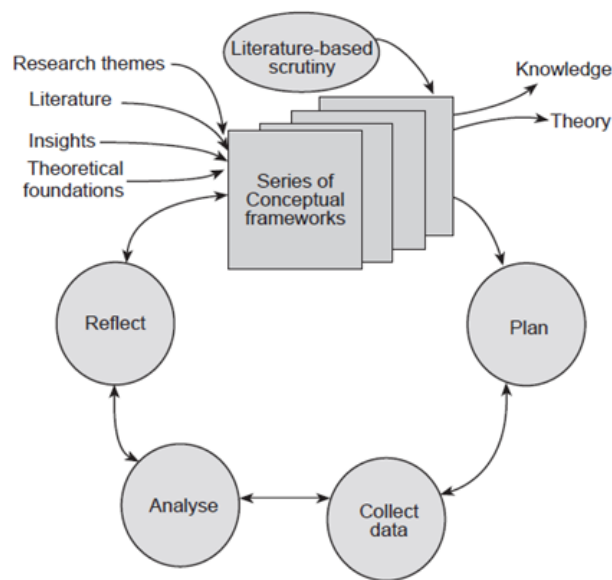 Literature-based
scrutiny
Research themes
Knowledge
Literature
Theory
Insights
Theoretical
foundations
Series of
Conceptual
frameworks
Reflect
Plan
Analyse
Collect
data